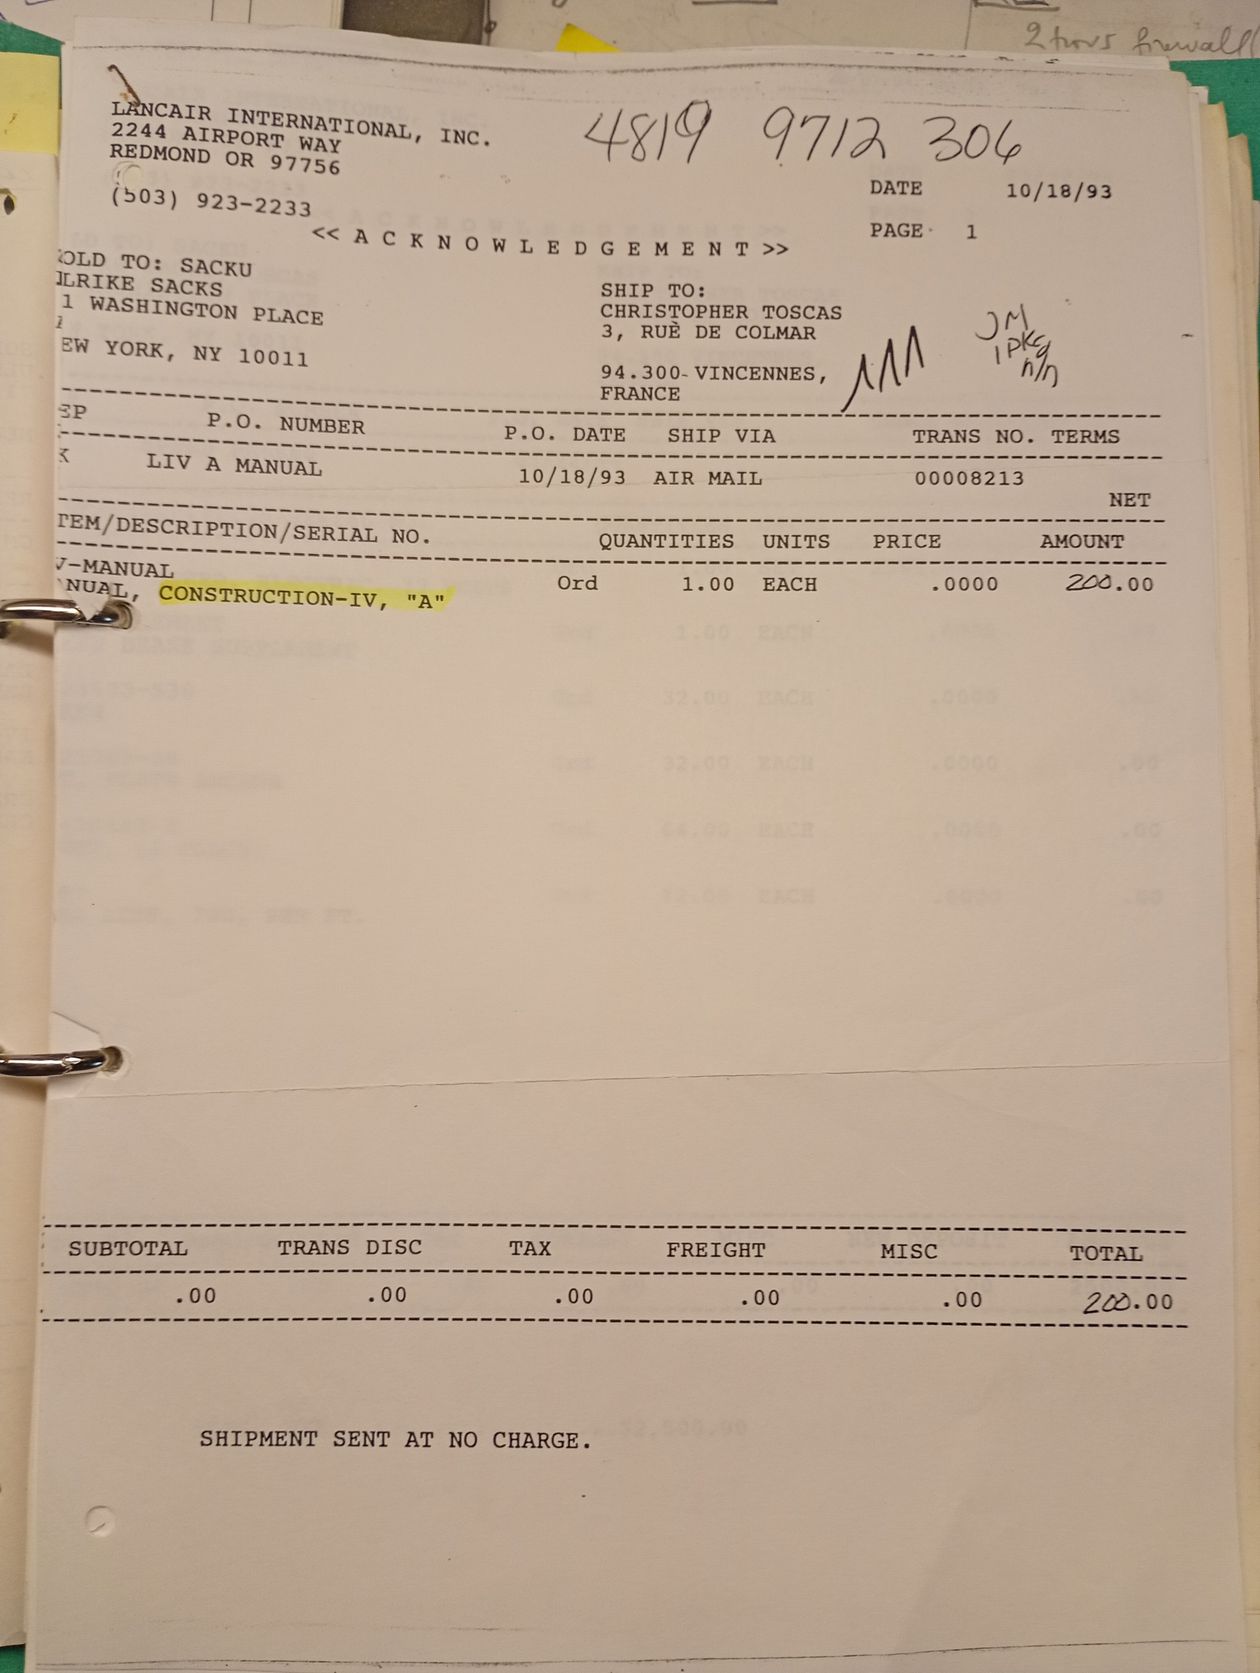 2 hours firewall
LANCAIR INTERNATIONAL, INC.
2244 AIRPORT WAY
REDMOND OR 97756
(503) 923-2233
4819 9712 306
DATE 10/18/93
PAGE 1
<< A C K N O W L E D G E M E N T >>
OLD TO: SACKU
LRIKE SACKS
1 WASHINGTON PLACE
EW YORK, NY 10011
SHIP TO:
CHRISTOPHER TOSCAS
3, RUÈ DE COLMAR
94.300-VINCENNES,
FRANCE
JM
1 PKg
n/n
EP P.O. NUMBER P.O. DATE SHIP VIA TRANS NO. TERMS
K LIV A MANUAL 10/18/93 AIR MAIL 00008213
NET
TEM/DESCRIPTION/SERIAL NO. QUANTITIES UNITS PRICE AMOUNT
V-MANUAL Ord 1.00 EACH .0000 200.00
NUAL, CONSTRUCTION-IV, "A"
SUBTOTAL TRANS DISC TAX FREIGHT MISC TOTAL
.00 .00 .00 .00 .00 200.00
SHIPMENT SENT AT NO CHARGE.